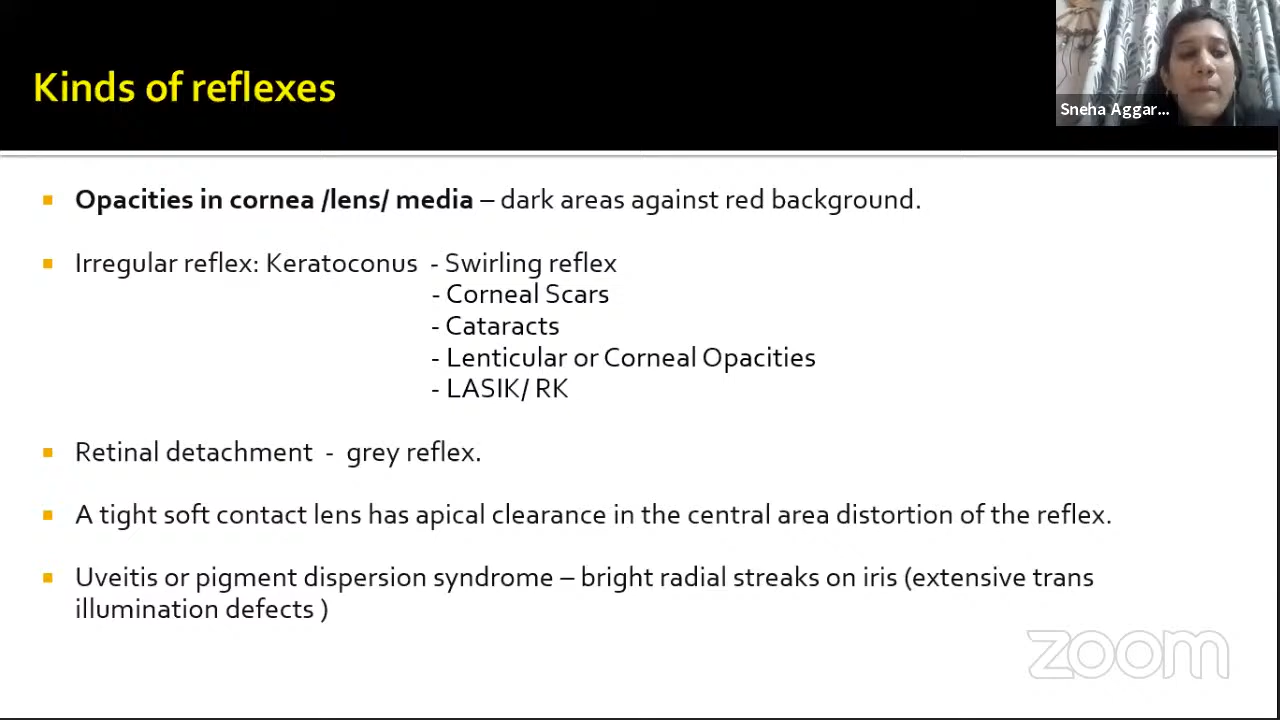 Kinds of reflexes
Sneha Aggar...
Opacities in cornea /lens/ media – dark areas against red background.
Irregular reflex: Keratoconus - Swirling reflex
- Corneal Scars
- Cataracts
- Lenticular or Corneal Opacities
- LASIK/ RK
Retinal detachment - grey reflex.
A tight soft contact lens has apical clearance in the central area distortion of the reflex.
Uveitis or pigment dispersion syndrome – bright radial streaks on iris (extensive trans
illumination defects )
zoom